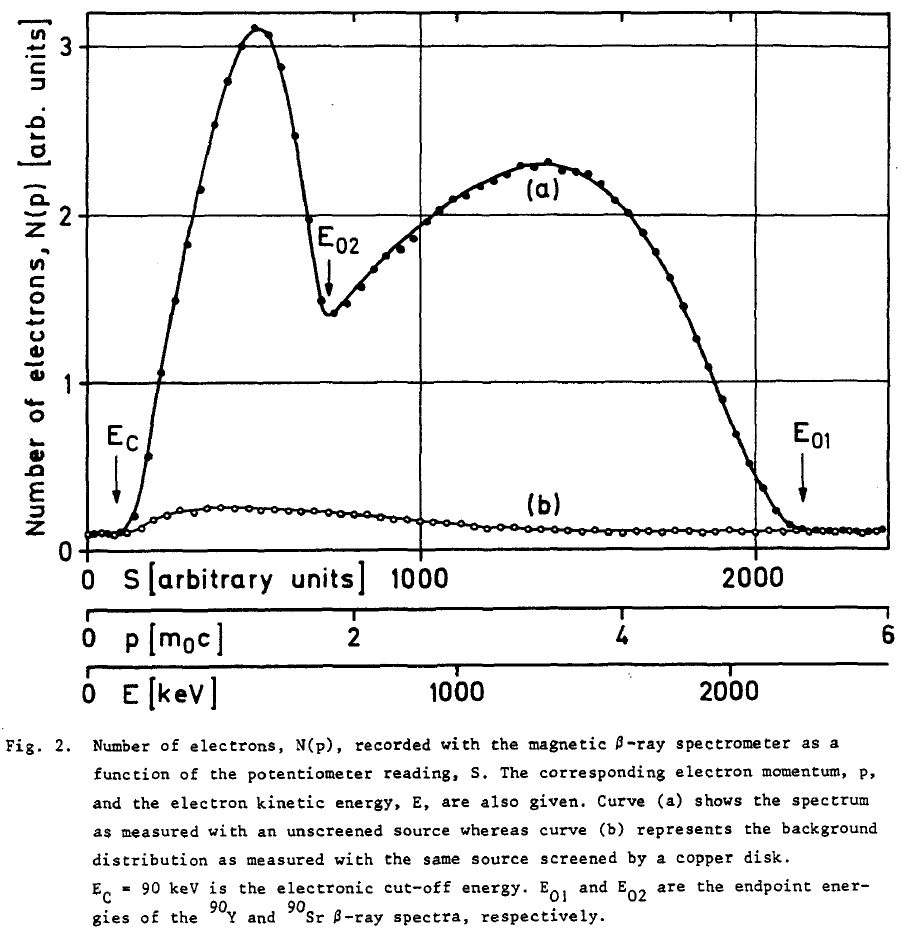 Number of electrons, N(p) [arb. units]
3
2
1
0
(a)
E02
EC
E01
(b)
0 S [arbitrary units] 1000 2000
0 p [m0c] 2 4 6
0 E [keV] 1000 2000
Fig. 2. Number of electrons, N(p), recorded with the magnetic β-ray spectrometer as a
function of the potentiometer reading, S. The corresponding electron momentum, p,
and the electron kinetic energy, E, are also given. Curve (a) shows the spectrum
as measured with an unscreened source whereas curve (b) represents the background
distribution as measured with the same source screened by a copper disk.
EC = 90 keV is the electronic cut-off energy. E01 and E02 are the endpoint ener-
gies of the 90Y and 90Sr β-ray spectra, respectively.